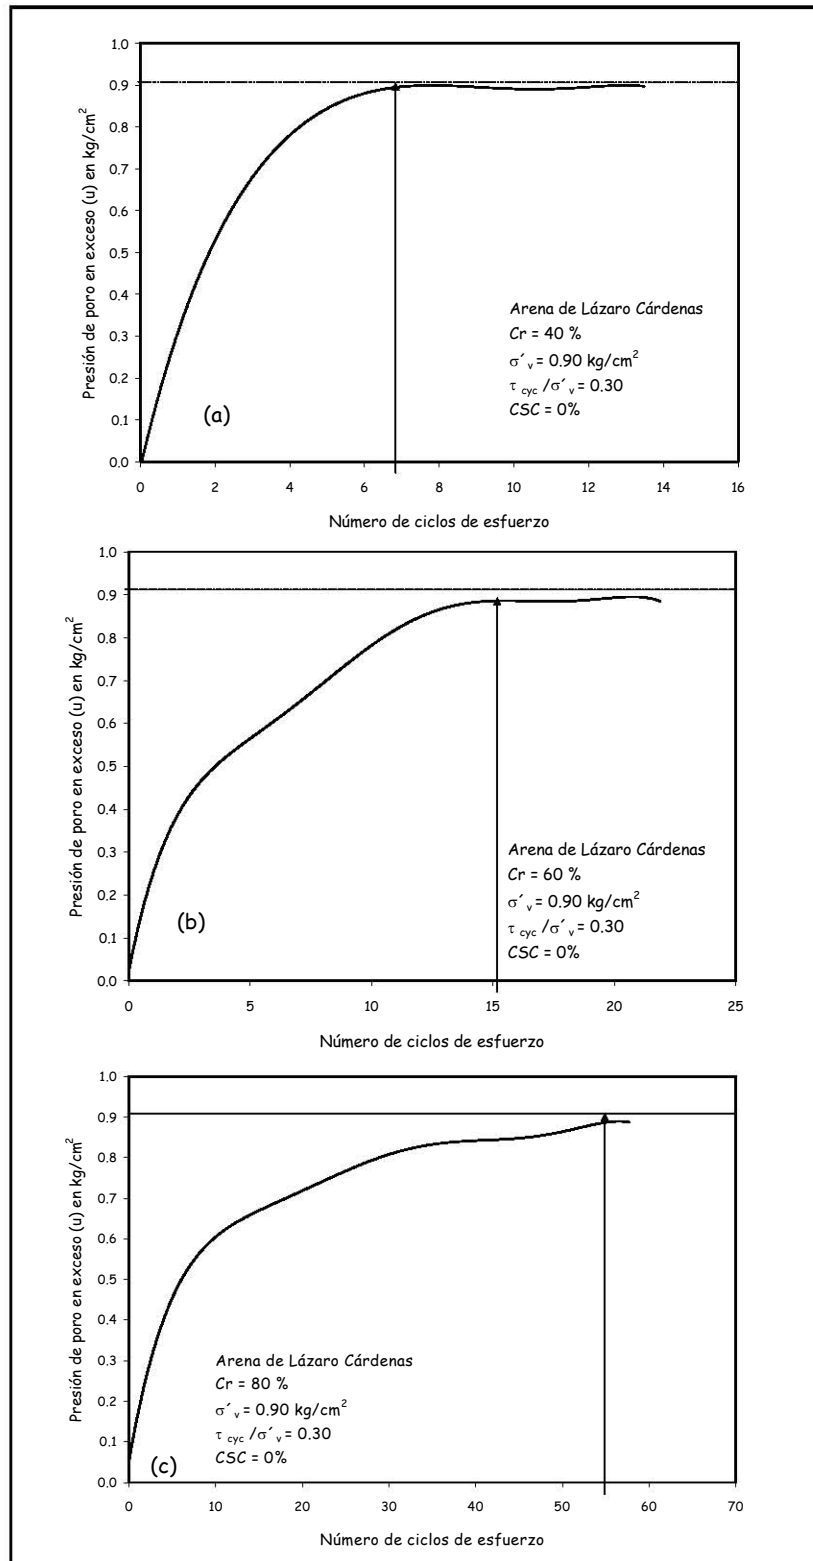 1.0
0.9
0.8
0.7
0.6
0.5
0.4
0.3
0.2
0.1
0.0
Presión de poro en exceso (u) en kg/cm²
0 2 4 6 8 10 12 14 16
Número de ciclos de esfuerzo
(a)
Arena de Lázaro Cárdenas
Cr = 40 %
σ´v = 0.90 kg/cm²
τ cyc /σ´v = 0.30
CSC = 0%
1.0
0.9
0.8
0.7
0.6
0.5
0.4
0.3
0.2
0.1
0.0
Presión de poro en exceso (u) en kg/cm²
0 5 10 15 20 25
Número de ciclos de esfuerzo
(b)
Arena de Lázaro Cárdenas
Cr = 60 %
σ´v = 0.90 kg/cm²
τ cyc /σ´v = 0.30
CSC = 0%
1.0
0.9
0.8
0.7
0.6
0.5
0.4
0.3
0.2
0.1
0.0
Presión de poro en exceso (u) en kg/cm²
0 10 20 30 40 50 60 70
Número de ciclos de esfuerzo
(c)
Arena de Lázaro Cárdenas
Cr = 80 %
σ´v = 0.90 kg/cm²
τ cyc /σ´v = 0.30
CSC = 0%